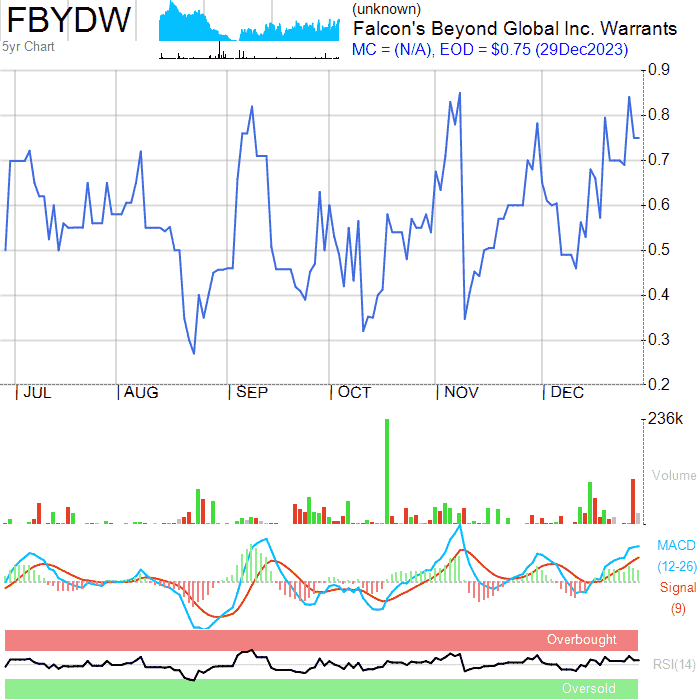 FBYDW
5yr Chart
(unknown)
Falcon's Beyond Global Inc. Warrants
MC = (N/A), EOD = $0.75 (29Dec2023)
0.9
0.8
0.7
0.6
0.5
0.4
0.3
0.2
JUL AUG SEP OCT NOV DEC
236k
Volume
MACD
(12-26)
Signal
(9)
Overbought
RSI(14)
Oversold